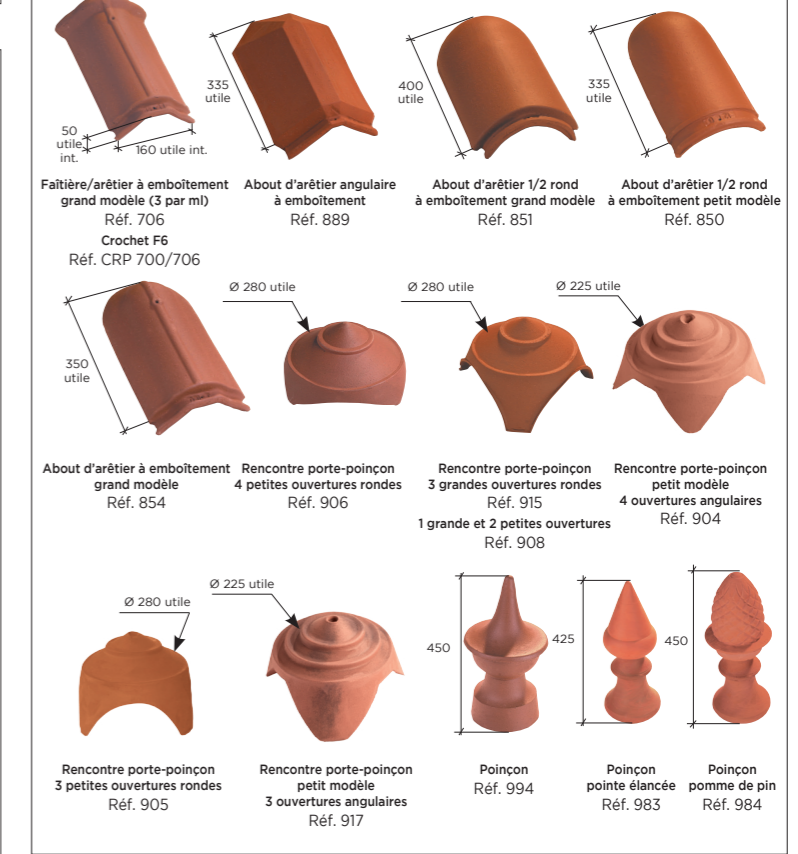 335
utile
400
utile
335
utile
50
utile
int.
160 utile int.
Faîtière/arêtier à emboîtement
grand modèle (3 par ml)
Réf. 706
Crochet F6
Réf. CRP 700/706
About d'arêtier angulaire
à emboîtement
Réf. 889
About d'arêtier 1/2 rond
à emboîtement grand modèle
Réf. 851
About d'arêtier 1/2 rond
à emboîtement petit modèle
Réf. 850
350
utile
Ø 280 utile
Ø 280 utile
Ø 225 utile
About d'arêtier à emboîtement
grand modèle
Réf. 854
Rencontre porte-poinçon
4 petites ouvertures rondes
Réf. 906
Rencontre porte-poinçon
3 grandes ouvertures rondes
Réf. 915
1 grande et 2 petites ouvertures
Réf. 908
Rencontre porte-poinçon
petit modèle
4 ouvertures angulaires
Réf. 904
Ø 280 utile
Ø 225 utile
450
425
450
Rencontre porte-poinçon
3 petites ouvertures rondes
Réf. 905
Rencontre porte-poinçon
petit modèle
3 ouvertures angulaires
Réf. 917
Poinçon
Réf. 994
Poinçon
pointe élancée
Réf. 983
Poinçon
pomme de pin
Réf. 984